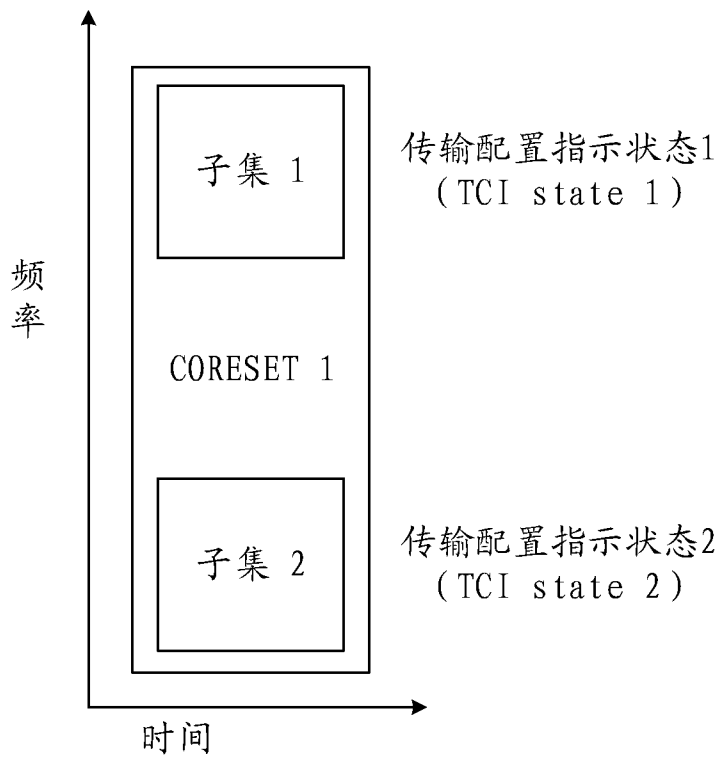 子集 1
传输配置指示状态1
(TCI state 1)
频
率
CORESET 1
子集 2
传输配置指示状态2
(TCI state 2)
时间